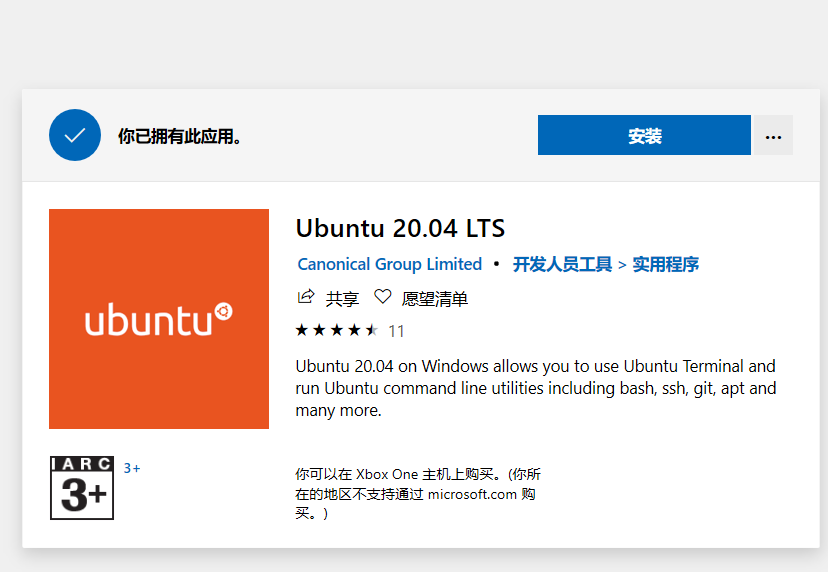 你已拥有此应用。
安装
...
ubuntu
Ubuntu 20.04 LTS
Canonical Group Limited • 开发人员工具 > 实用程序
共享 愿望清单
11
Ubuntu 20.04 on Windows allows you to use Ubuntu Terminal and
run Ubuntu command line utilities including bash, ssh, git, apt and
many more.
IARC
3+
3+
你可以在 Xbox One 主机上购买。(你所
在的地区不支持通过 microsoft.com 购
买。)